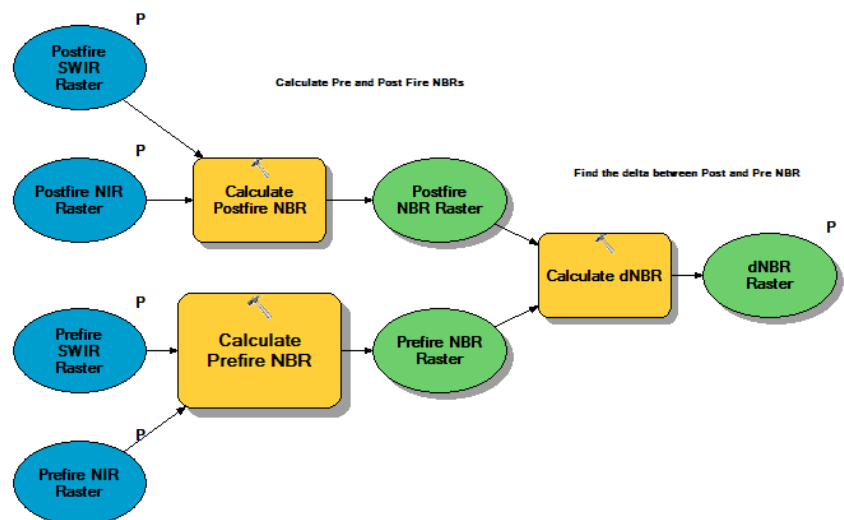 P
Postfire
SWIR
Raster
Calculate Pre and Post Fire NBRs
P
Postfire NIR
Raster
Calculate
Postfire NBR
Postfire
NBR Raster
Find the delta between Post and Pre NBR
P
Calculate dNBR
dNBR
Raster
P
Prefire
SWIR
Raster
Calculate
Prefire NBR
Prefire NBR
Raster
P
Prefire NIR
Raster